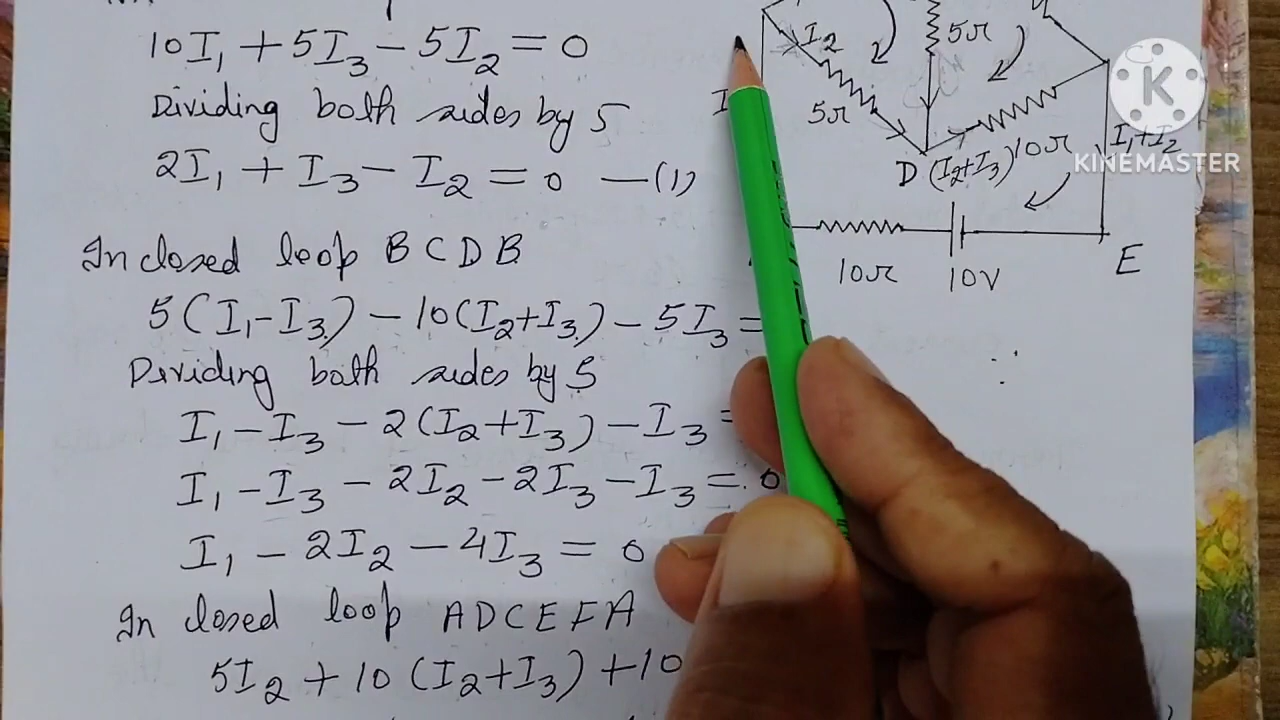 10I₁ + 5I₃ - 5I₂ = 0
Dividing both sides by 5
2I₁ + I₃ - I₂ = 0 —(1)
In closed loop BCDB
5(I₁-I₃) - 10(I₂+I₃) - 5I₃ =
Dividing both sides by 5
I₁ - I₃ - 2(I₂+I₃) - I₃ =
I₁ - I₃ - 2I₂ - 2I₃ - I₃ = 0
I₁ - 2I₂ - 4I₃ = 0
In closed loop ADCEFA
5I₂ + 10 (I₂+I₃) + 10
I₂
5Ω
5Ω
D (I₂+I₃) 10Ω
I₁+I₂
10Ω 10V
E
K
KINEMASTER